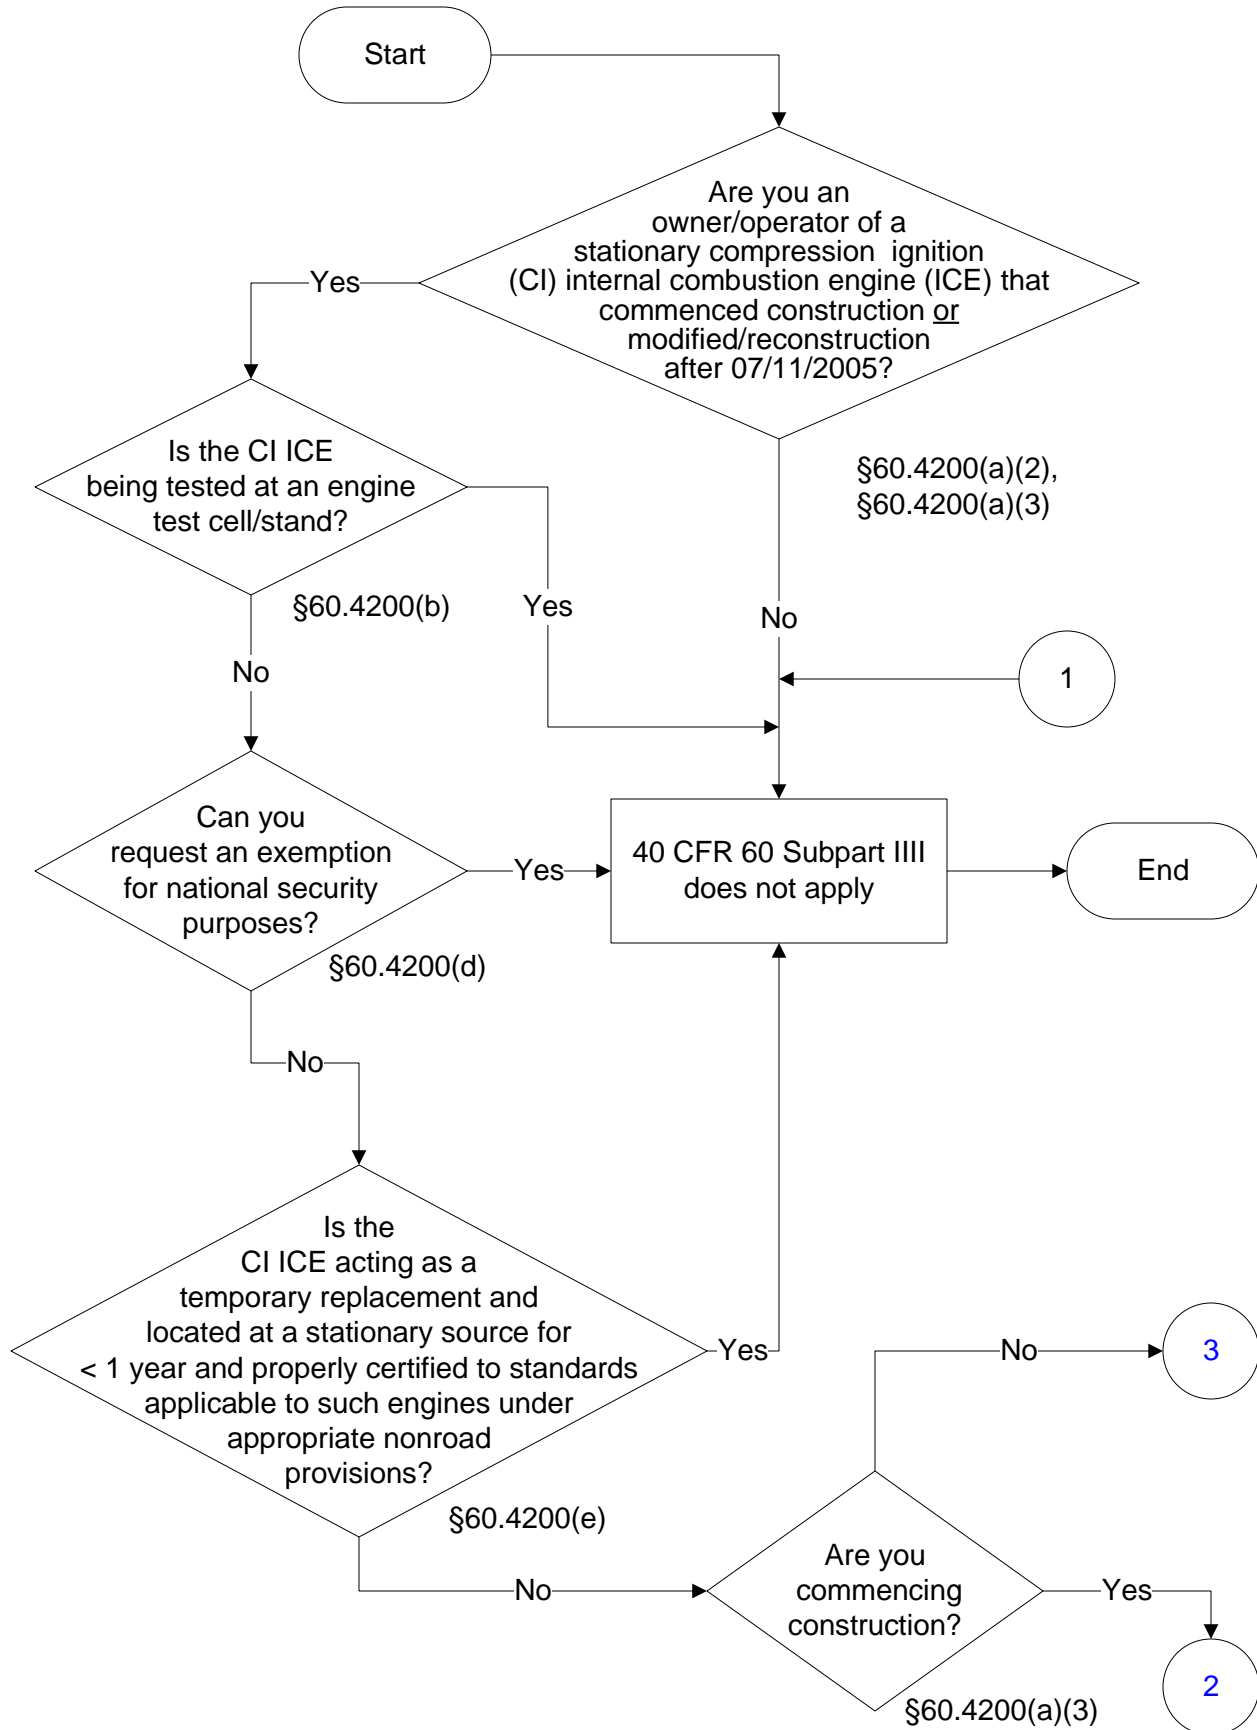 Start
Are you an
owner/operator of a
stationary compression  ignition
(CI) internal combustion engine (ICE) that
commenced construction or
modified/reconstruction
after 07/11/2005?
Yes
§60.4200(a)(2),
§60.4200(a)(3)
No
Is the CI ICE
being tested at an engine
test cell/stand?
§60.4200(b)
Yes
No
1
Can you
request an exemption
for national security
purposes?
§60.4200(d)
Yes
40 CFR 60 Subpart IIII
does not apply
End
No
Is the
CI ICE acting as a
temporary replacement and
located at a stationary source for
< 1 year and properly certified to standards
applicable to such engines under
appropriate nonroad
provisions?
§60.4200(e)
Yes
No
Are you
commencing
construction?
§60.4200(a)(3)
No
3
Yes
2